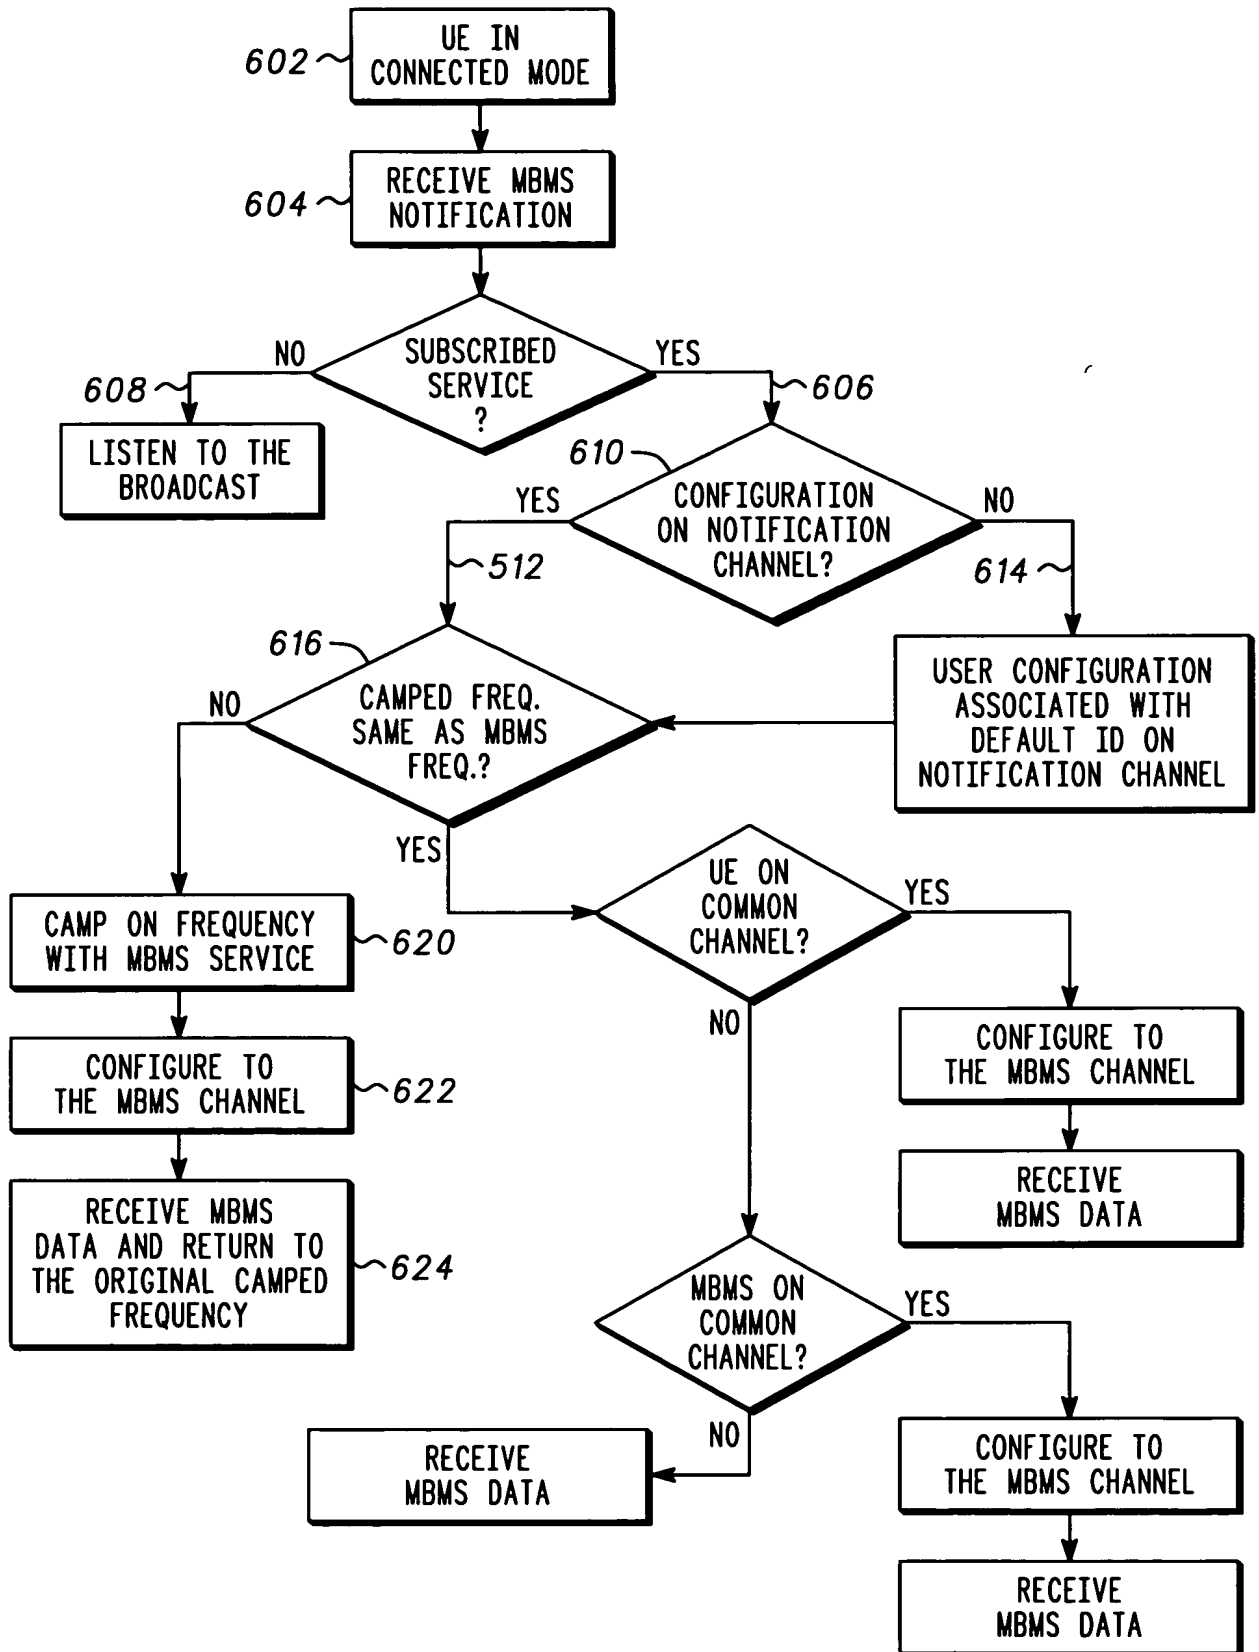 602
UE IN
CONNECTED MODE
604
RECEIVE MBMS
NOTIFICATION
NO
SUBSCRIBED
SERVICE
?
YES
608
606
LISTEN TO THE
BROADCAST
610
YES
CONFIGURATION
ON NOTIFICATION
CHANNEL?
NO
512
614
616
NO
CAMPED FREQ.
SAME AS MBMS
FREQ.?
USER CONFIGURATION
ASSOCIATED WITH
DEFAULT ID ON
NOTIFICATION CHANNEL
YES
UE ON
COMMON
CHANNEL?
YES
CAMP ON FREQUENCY
WITH MBMS SERVICE
620
NO
CONFIGURE TO
THE MBMS CHANNEL
CONFIGURE TO
THE MBMS CHANNEL
622
RECEIVE
MBMS DATA
RECEIVE MBMS
DATA AND RETURN TO
THE ORIGINAL CAMPED
FREQUENCY
624
MBMS ON
COMMON
CHANNEL?
YES
NO
RECEIVE
MBMS DATA
CONFIGURE TO
THE MBMS CHANNEL
RECEIVE
MBMS DATA